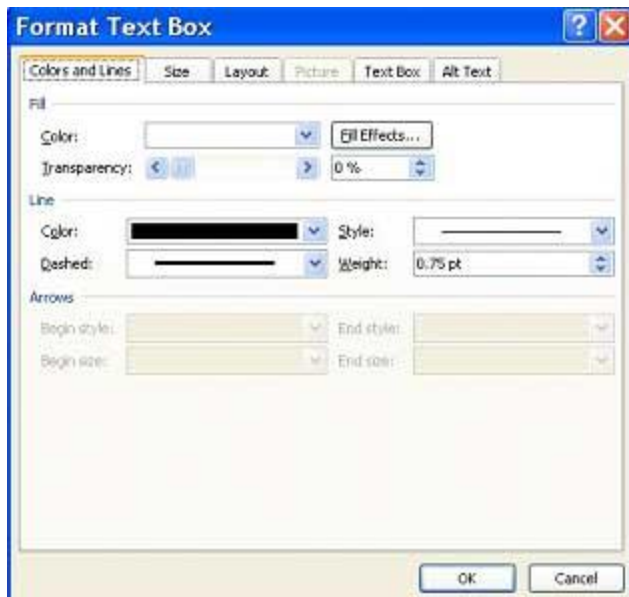 Format Text Box
Colors and Lines Size Layout Picture Text Box Alt Text
Fill
Color: Fill Effects...
Transparency: 0 %
Line
Color: Style:
Dashed: Weight: 0.75 pt
Arrows
Begin style: End style:
Begin size: End size:
OK Cancel